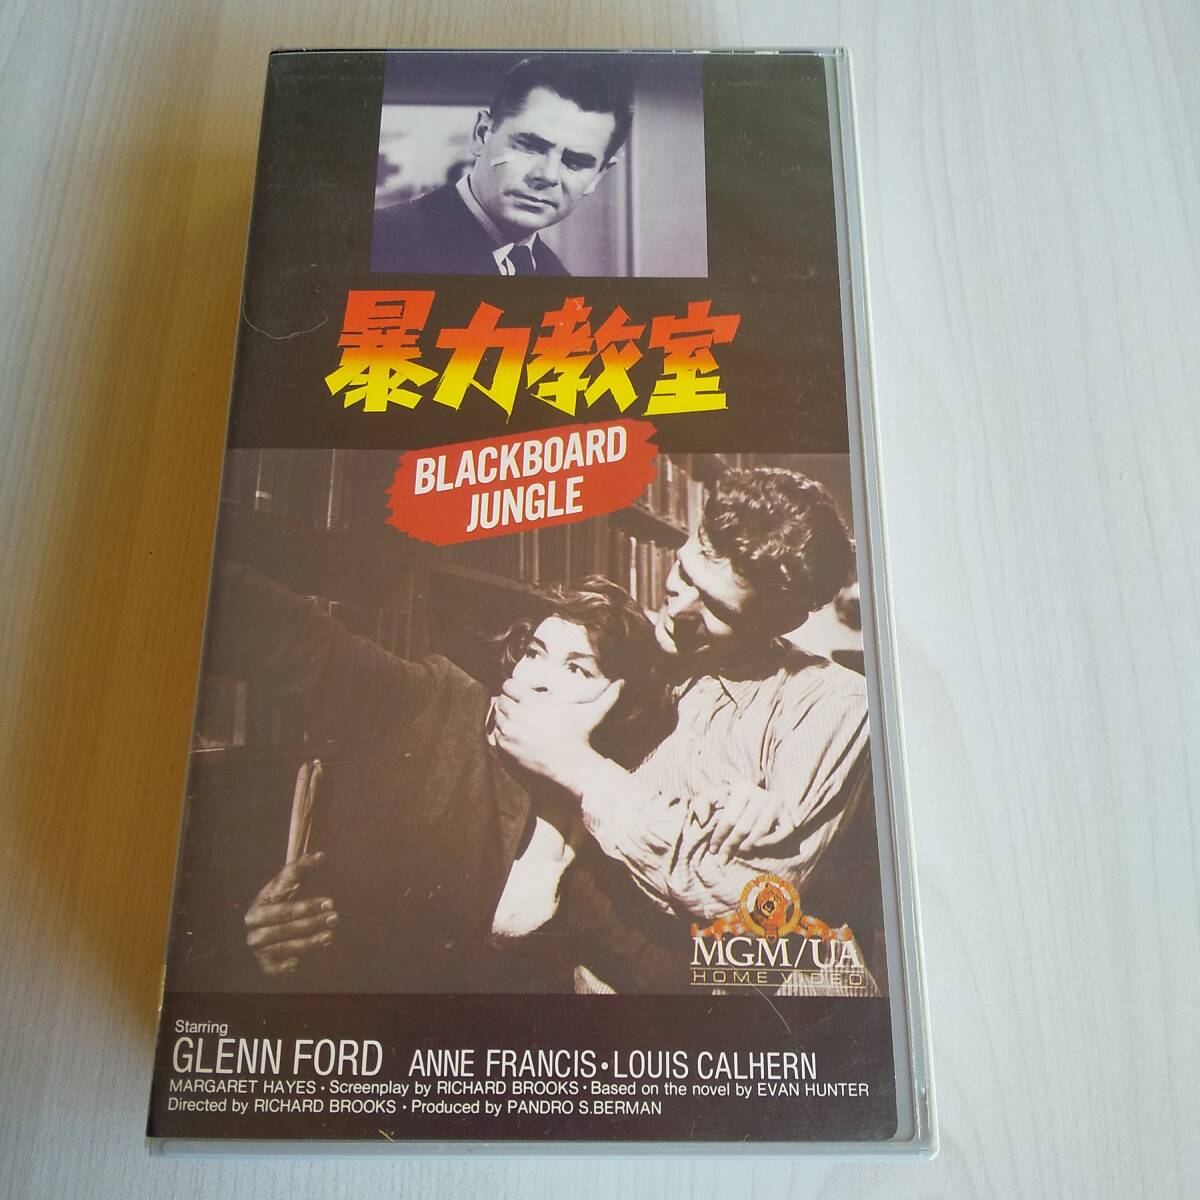 暴力教室
BLACKBOARD
JUNGLE
MGM/UA
HOME VIDEO
Starring
GLENN FORD ANNE FRANCIS・LOUIS CALHERN
MARGARET HAYES・Screenplay by RICHARD BROOKS・Based on the novel by EVAN HUNTER
Directed by RICHARD BROOKS・Produced by PANDRO S.BERMAN